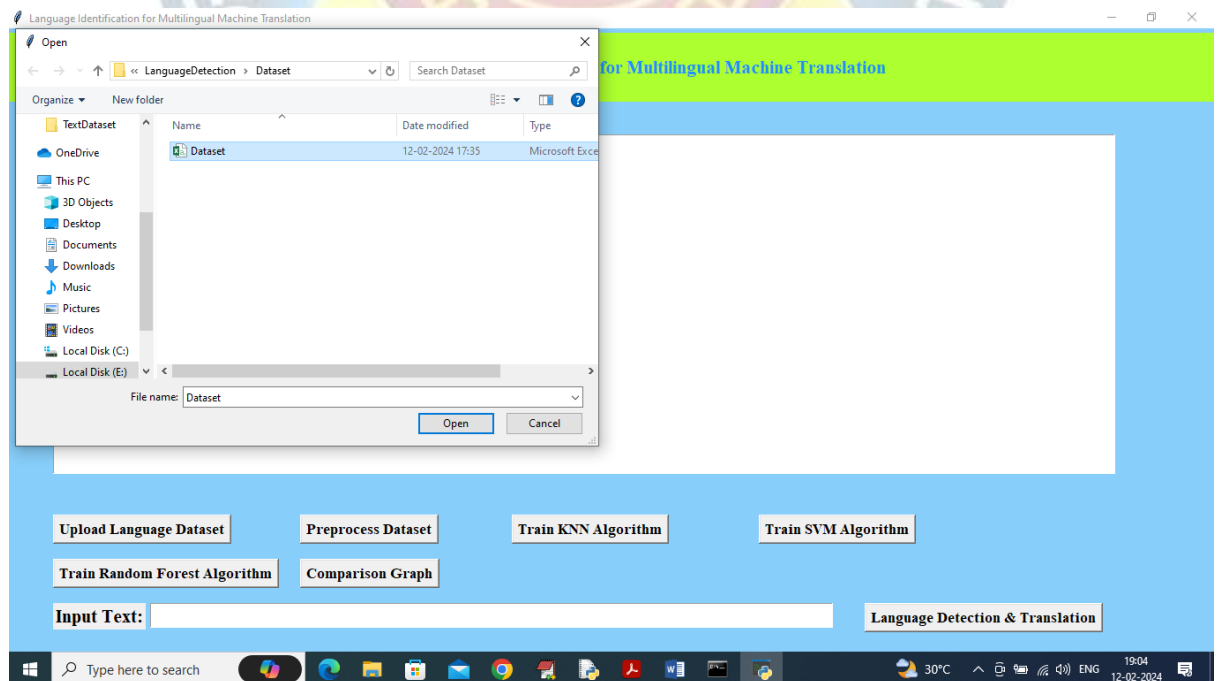 Language Identification for Multilingual Machine Translation
Open
for Multilingual Machine Translation
« LanguageDetection › Dataset
Search Dataset
Organize
New folder
Name
Date modified
Type
TextDataset
Dataset
12-02-2024 17:35
Microsoft Exce
OneDrive
This PC
3D Objects
Desktop
Documents
Downloads
Music
Pictures
Videos
Local Disk (C:)
Local Disk (E:)
File name: Dataset
Open
Cancel
Upload Language Dataset
Preprocess Dataset
Train KNN Algorithm
Train SVM Algorithm
Train Random Forest Algorithm
Comparison Graph
Input Text:
Language Detection & Translation
Type here to search
30°C
ENG
19:04
12-02-2024